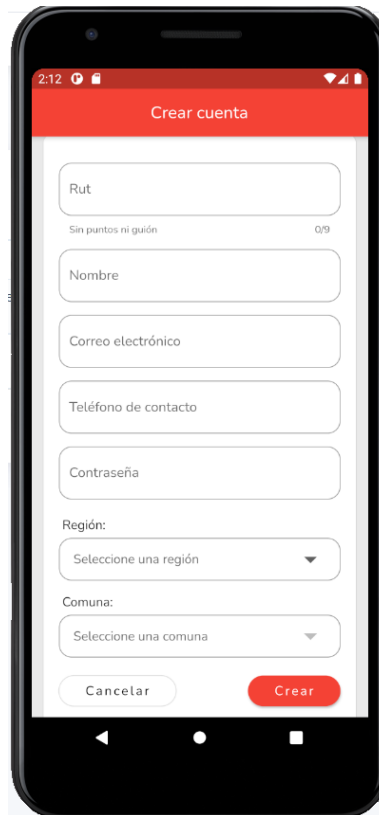 2:12
Crear cuenta
Rut
Sin puntos ni guión 0/9
Nombre
Correo electrónico
Teléfono de contacto
Contraseña
Región:
Seleccione una región
Comuna:
Seleccione una comuna
Cancelar Crear